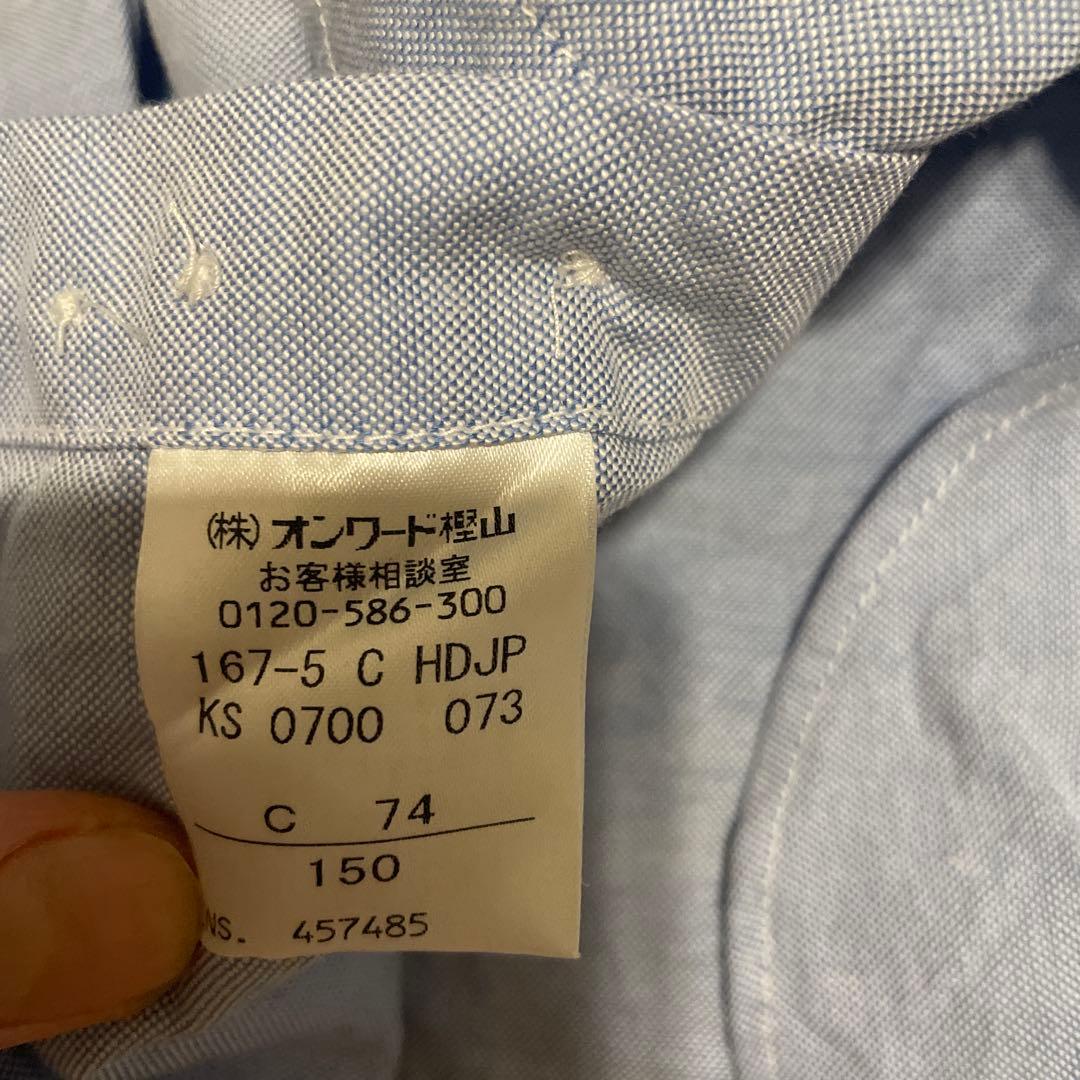 (株)オンワード樫山
お客様相談室
0120-586-300
167-5 C HDJP
KS 0700 073
C 74
150
NS. 457485